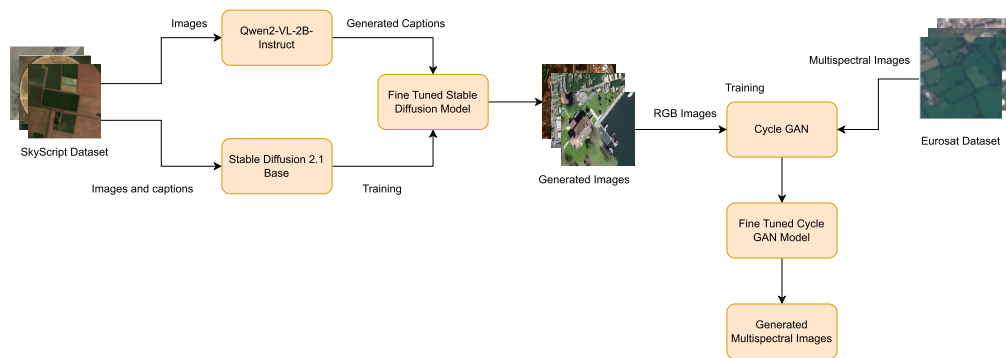 Images
Qwen2-VL-2B-
Instruct
Generated Captions
SkyScript Dataset
Images and captions
Stable Diffusion 2.1
Base
Training
Fine Tuned Stable
Diffusion Model
Generated Images
RGB Images
Training
Cycle GAN
Multispectral Images
Eurosat Dataset
Fine Tuned Cycle
GAN Model
Generated
Multispectral Images